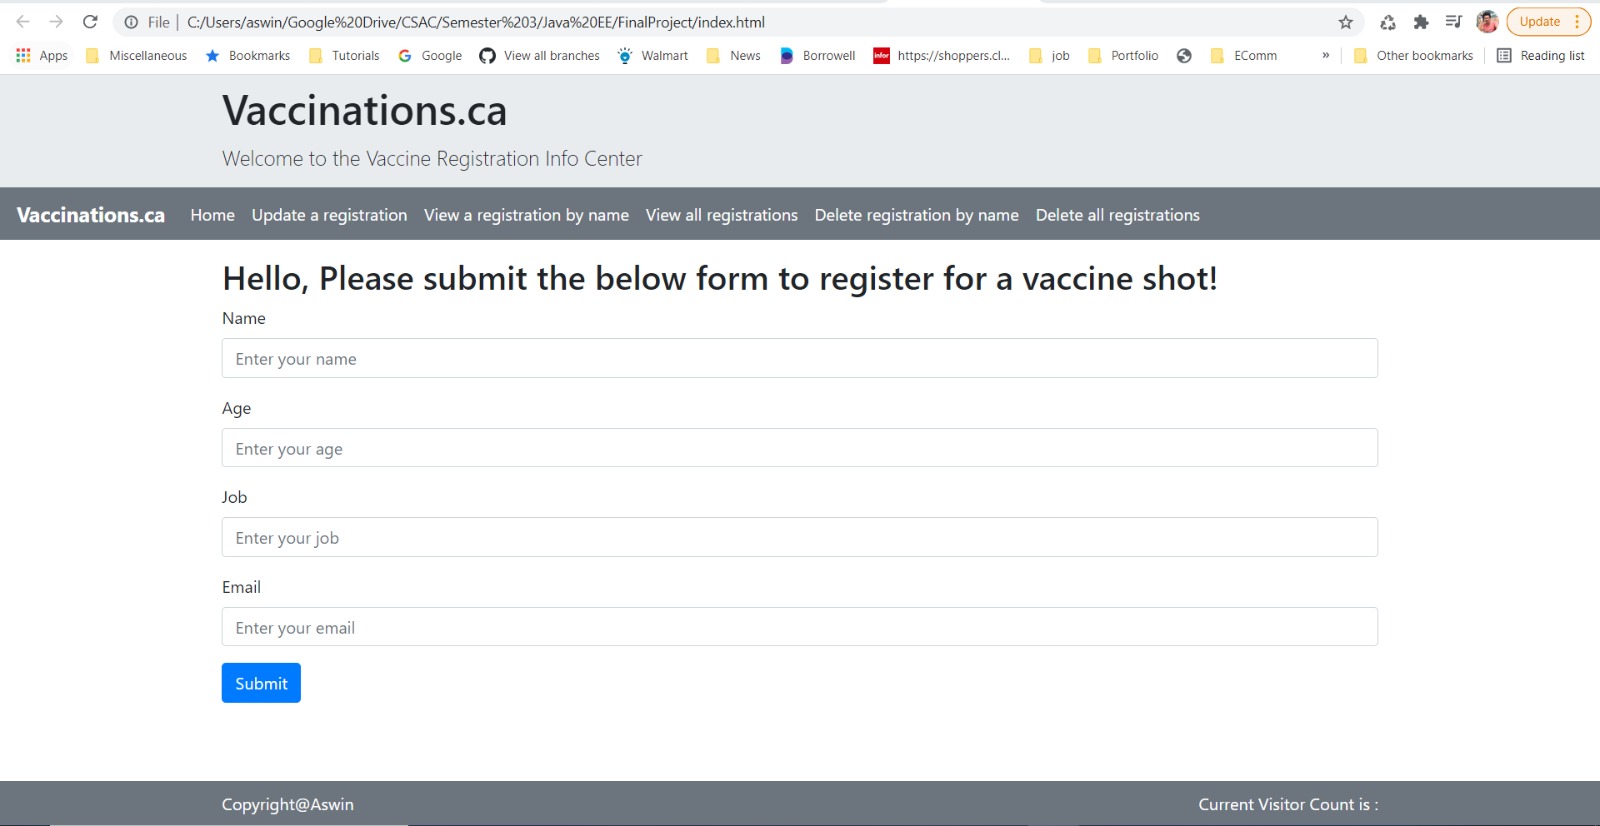 File | C:/Users/aswin/Google%20Drive/CSAC/Semester%203/Java%20EE/FinalProject/index.html Update
Apps Miscellaneous Bookmarks Tutorials Google View all branches Walmart News Borrowell infor https://shoppers.cl... job Portfolio EComm » Other bookmarks Reading list
Vaccinations.ca
Welcome to the Vaccine Registration Info Center
Vaccinations.ca Home Update a registration View a registration by name View all registrations Delete registration by name Delete all registrations
Hello, Please submit the below form to register for a vaccine shot!
Name
Enter your name
Age
Enter your age
Job
Enter your job
Email
Enter your email
Submit
Copyright@Aswin Current Visitor Count is :